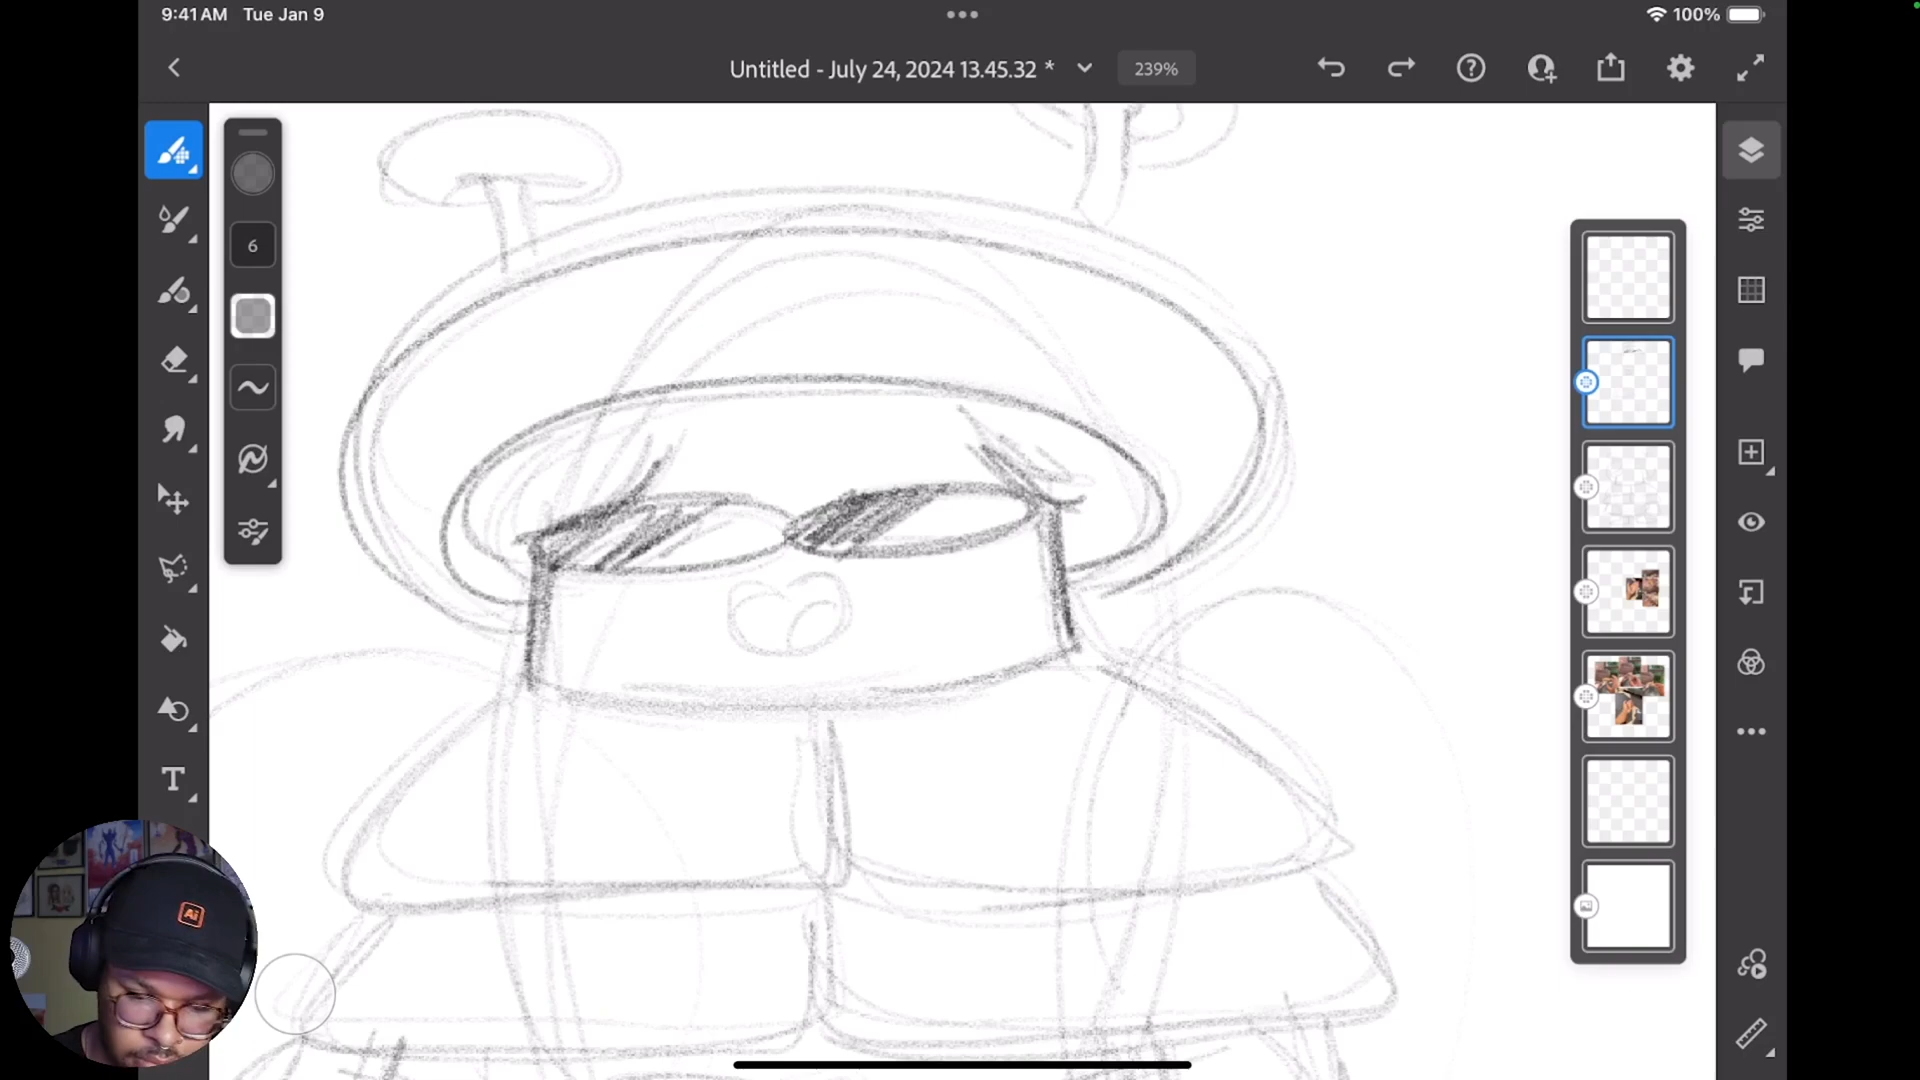 9:41 AM Tue Jan 9
100%
Untitled - July 24, 2024 13.45.32 *
239%
6
T
Ai